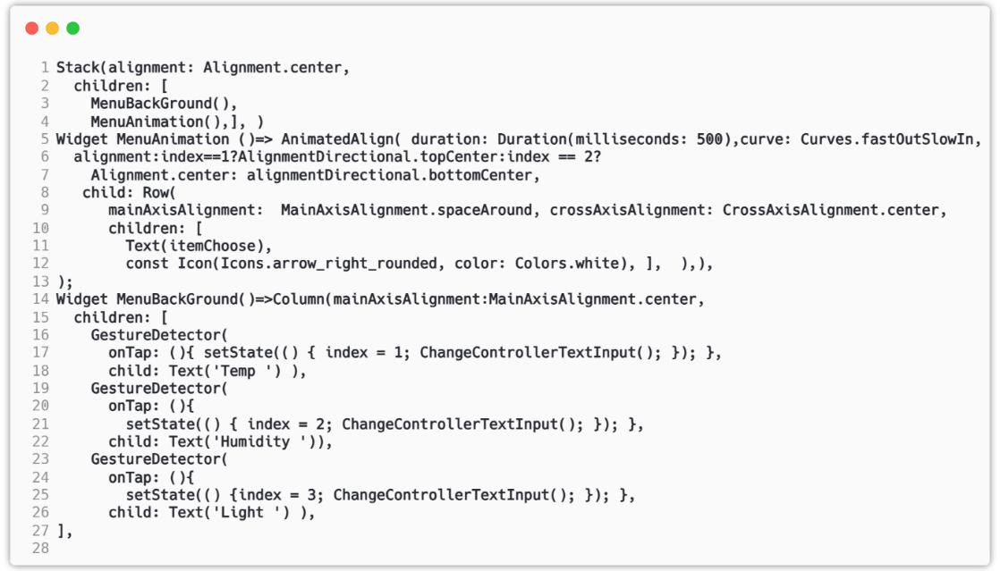 1 Stack(alignment: Alignment.center,
2   children: [
3     MenuBackGround(),
4     MenuAnimation(),], )
5 Widget MenuAnimation ()=> AnimatedAlign( duration: Duration(milliseconds: 500),curve: Curves.fastOutSlowIn,
6   alignment:index==1?AlignmentDirectional.topCenter:index == 2?
7     Alignment.center: alignmentDirectional.bottomCenter,
8    child: Row(
9       mainAxisAlignment:  MainAxisAlignment.spaceAround, crossAxisAlignment: CrossAxisAlignment.center,
10       children: [
11         Text(itemChoose),
12         const Icon(Icons.arrow_right_rounded, color: Colors.white), ],  ),),
13 );
14 Widget MenuBackGround()=>Column(mainAxisAlignment:MainAxisAlignment.center,
15   children: [
16     GestureDetector(
17       onTap: (){ setState(() { index = 1; ChangeControllerTextInput(); }); },
18       child: Text('Temp ') ),
19     GestureDetector(
20       onTap: (){
21         setState(() { index = 2; ChangeControllerTextInput(); }); },
22       child: Text('Humidity ')),
23     GestureDetector(
24       onTap: (){
25         setState(() {index = 3; ChangeControllerTextInput(); }); },
26       child: Text('Light ') ),
27 ],
28